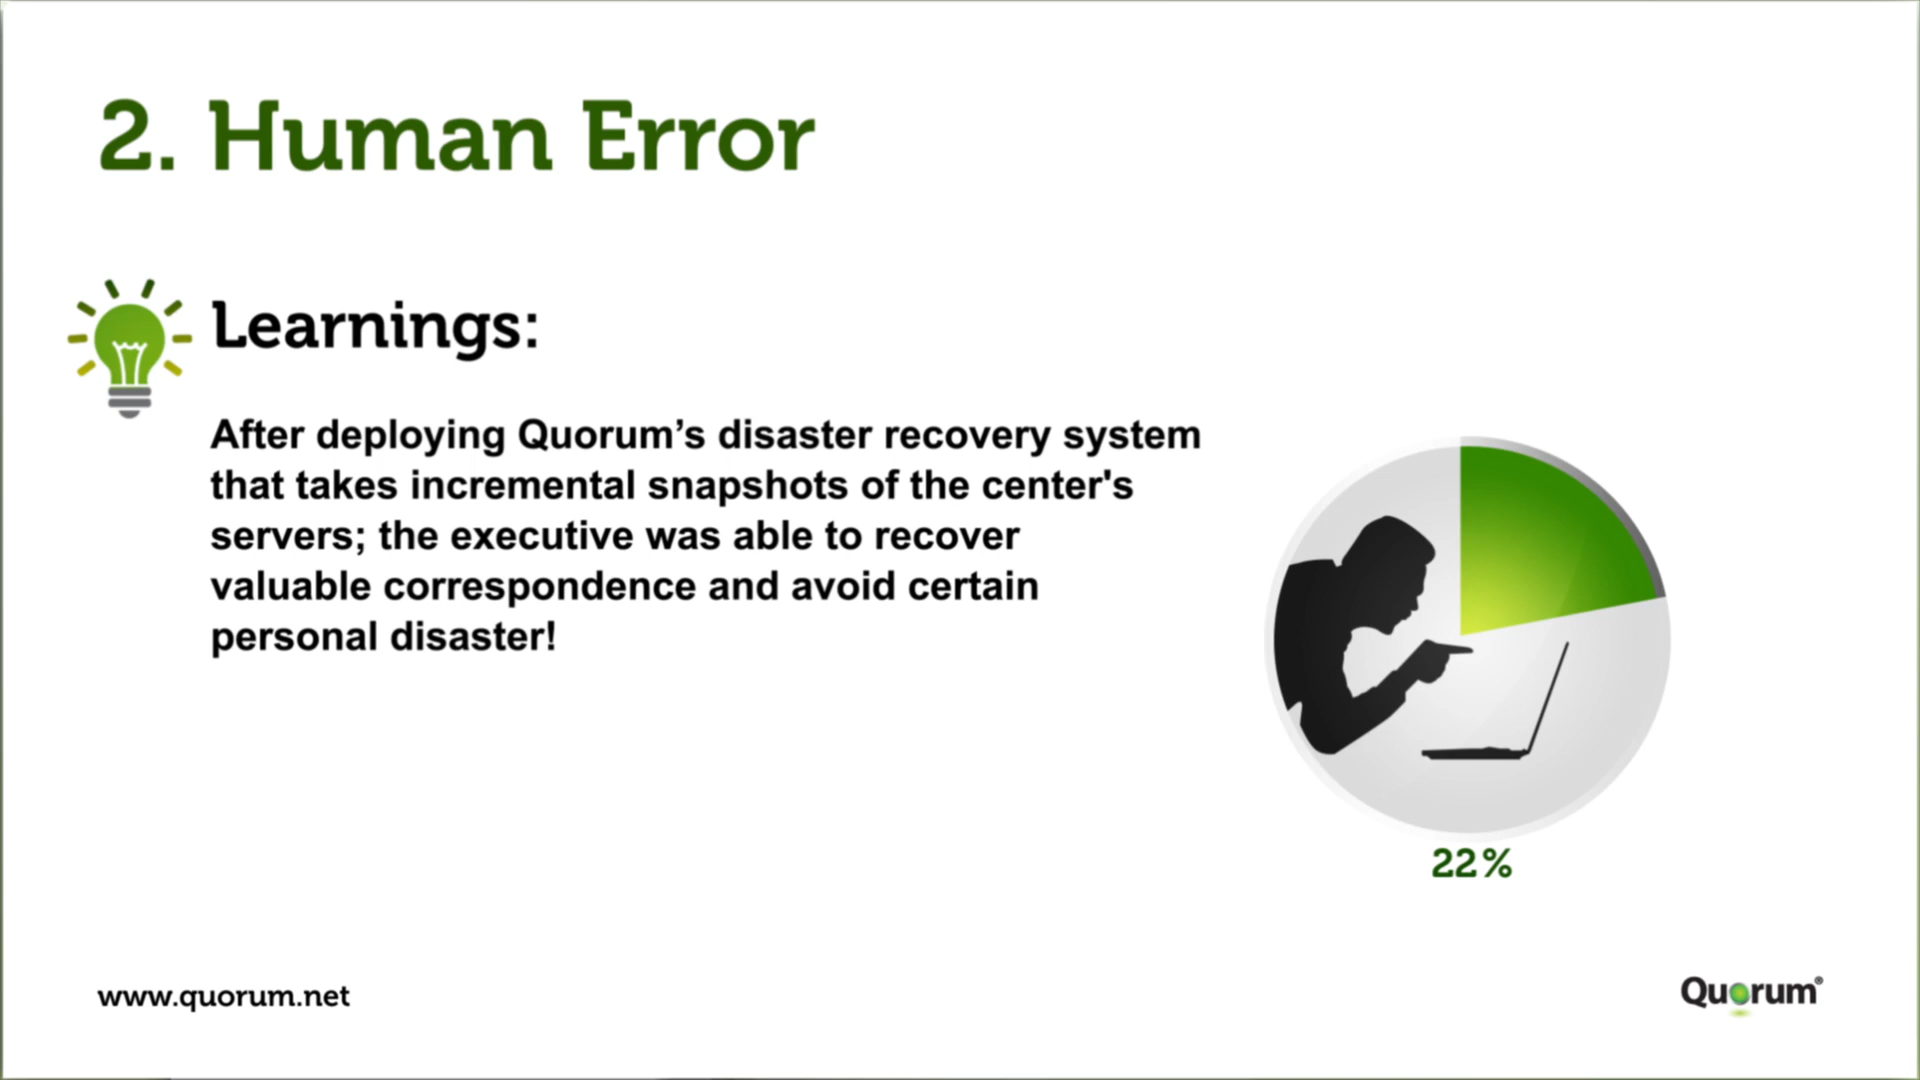 2. Human Error
Learnings:
After deploying Quorum’s disaster recovery system
that takes incremental snapshots of the center's
servers; the executive was able to recover
valuable correspondence and avoid certain
personal disaster!
22%
www.quorum.net
Quorum®